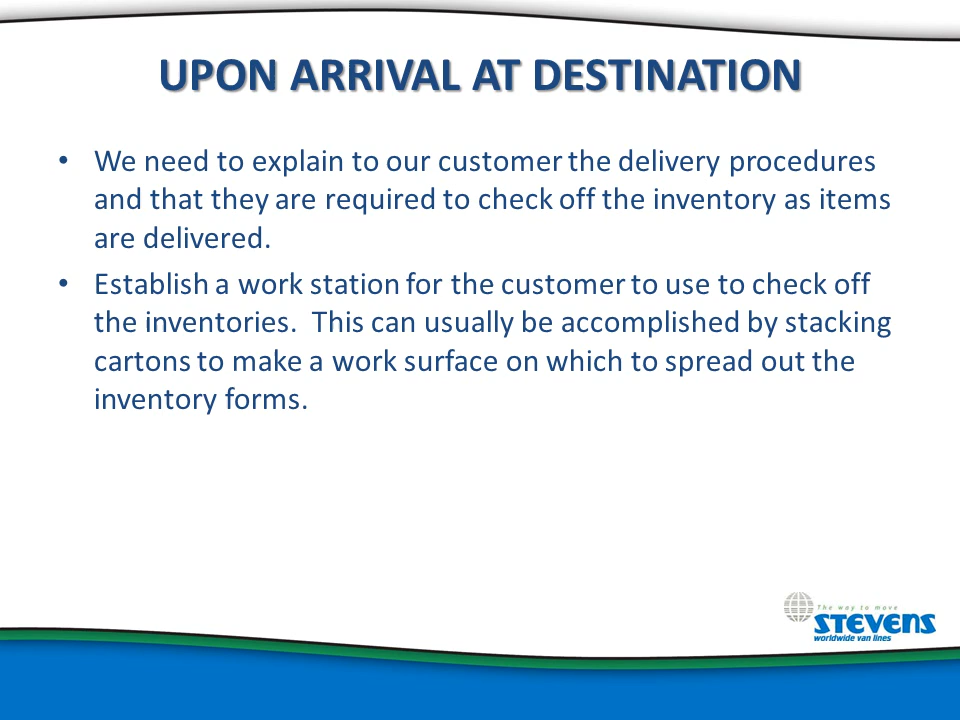 UPON ARRIVAL AT DESTINATION
• We need to explain to our customer the delivery procedures
and that they are required to check off the inventory as items
are delivered.
• Establish a work station for the customer to use to check off
the inventories.  This can usually be accomplished by stacking
cartons to make a work surface on which to spread out the
inventory forms.
The way to move
STEVENS
worldwide van lines